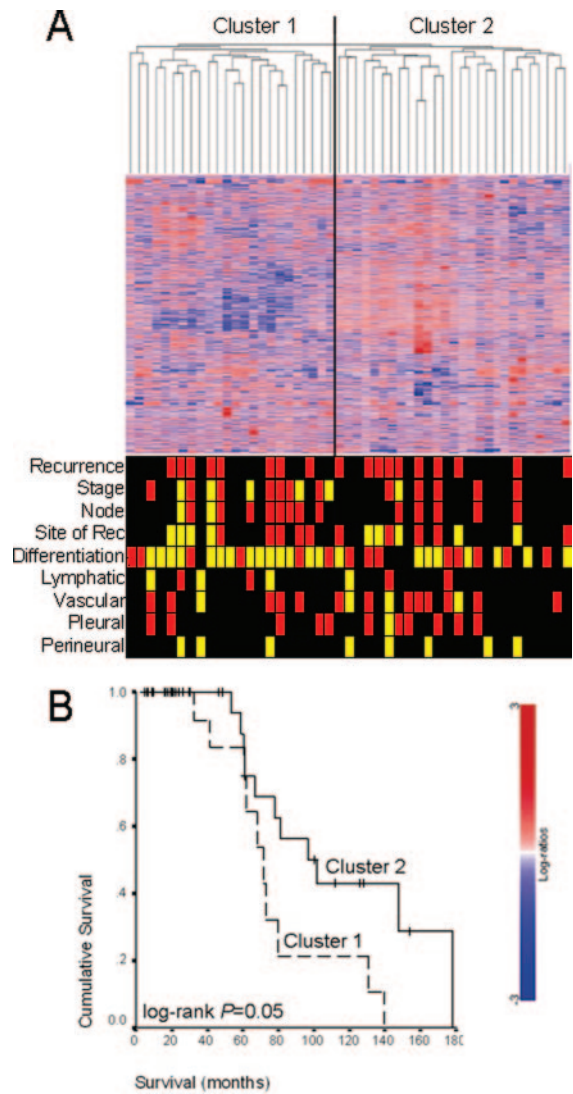 A
Cluster 1 Cluster 2
Recurrence
Stage
Node
Site of Rec
Differentiation
Lymphatic
Vascular
Pleural
Perineural
B
1.0
.8
.6
.4
.2
0.0
Cumulative Survival
Cluster 2
Cluster 1
log-rank P=0.05
0 20 40 60 80 100 120 140 160 180
Survival (months)
3
Log-ratios
-3